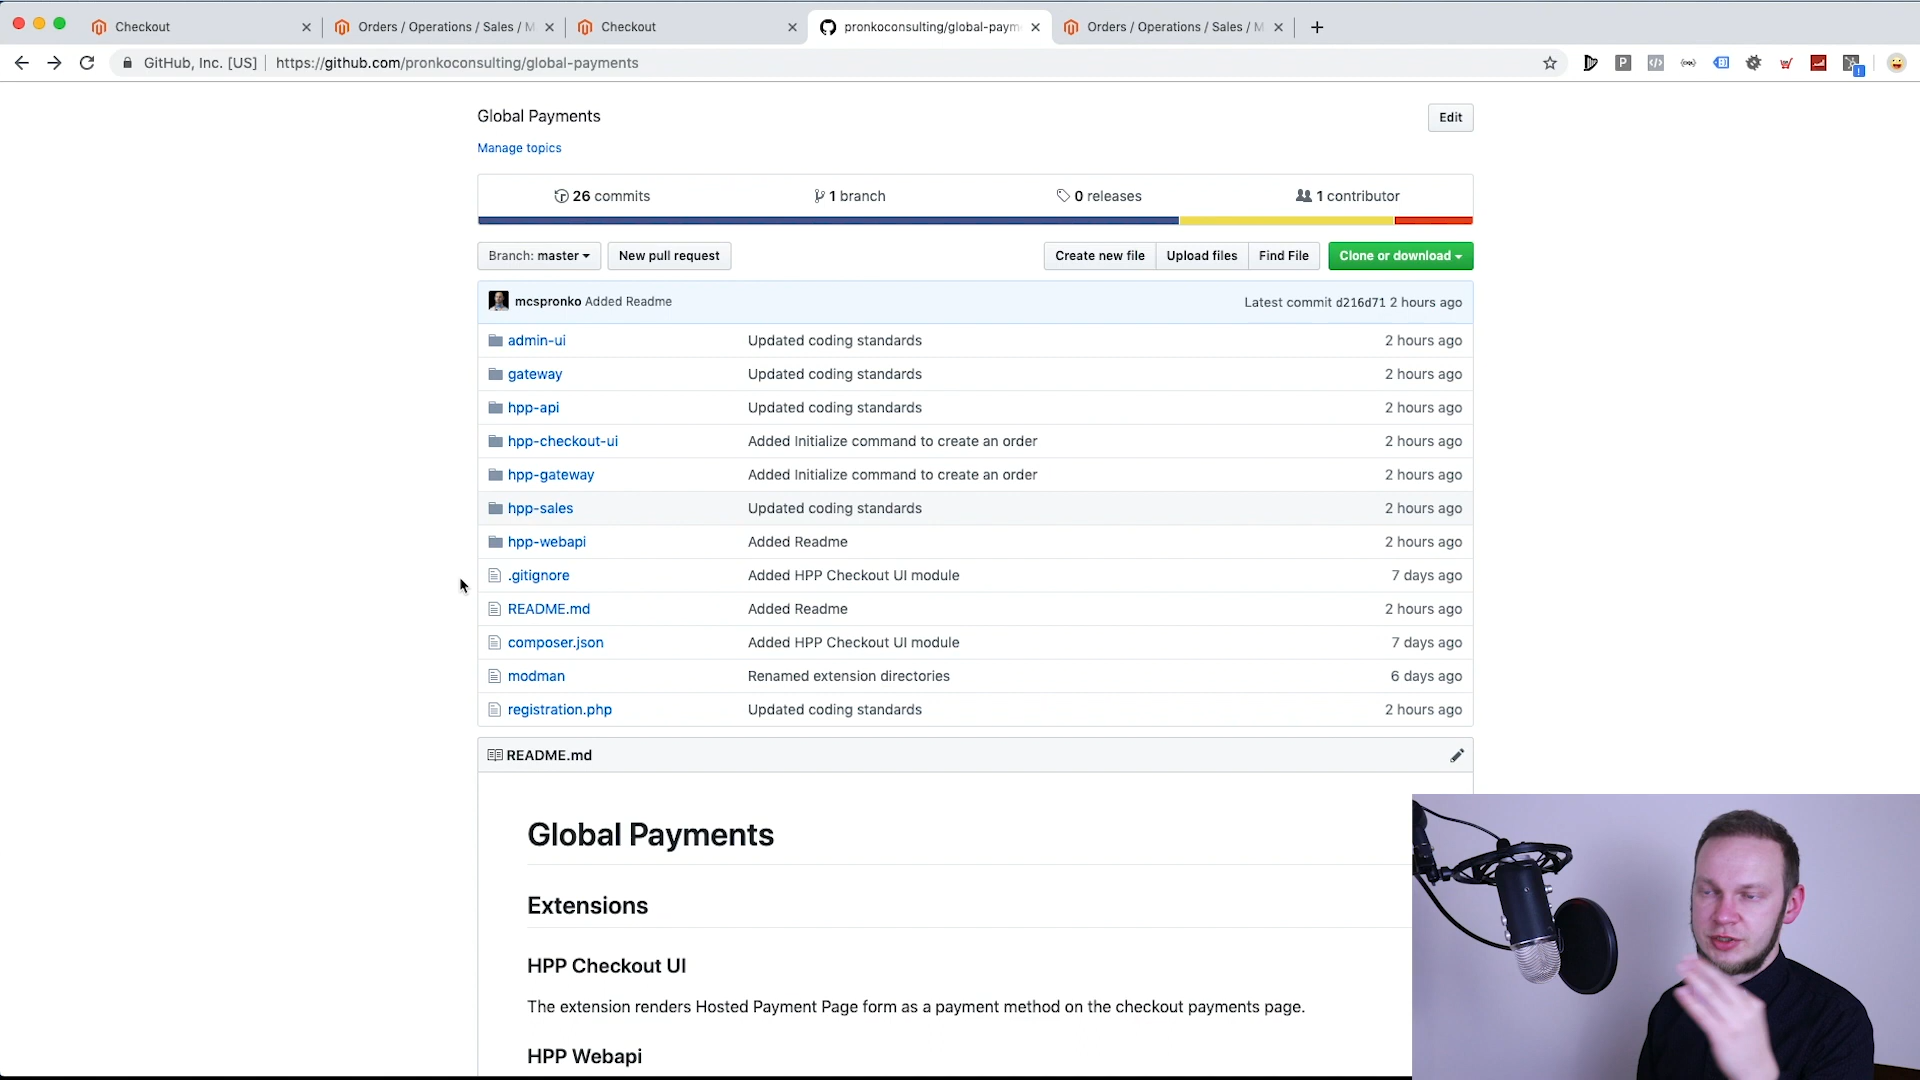 Checkout
Orders / Operations / Sales / M
Checkout
pronkoconsulting/global-paym
Orders / Operations / Sales / M
GitHub, Inc. [US]
https://github.com/pronkoconsulting/global-payments
Global Payments
Edit
Manage topics
26 commits
1 branch
0 releases
1 contributor
Branch: master
New pull request
Create new file
Upload files
Find File
Clone or download
mcspronko Added Readme
Latest commit d216d71 2 hours ago
admin-ui Updated coding standards 2 hours ago
gateway Updated coding standards 2 hours ago
hpp-api Updated coding standards 2 hours ago
hpp-checkout-ui Added Initialize command to create an order 2 hours ago
hpp-gateway Added Initialize command to create an order 2 hours ago
hpp-sales Updated coding standards 2 hours ago
hpp-webapi Added Readme 2 hours ago
.gitignore Added HPP Checkout UI module 7 days ago
README.md Added Readme 2 hours ago
composer.json Added HPP Checkout UI module 7 days ago
modman Renamed extension directories 6 days ago
registration.php Updated coding standards 2 hours ago
README.md
Global Payments
Extensions
HPP Checkout UI
The extension renders Hosted Payment Page form as a payment method on the checkout payments page.
HPP Webapi